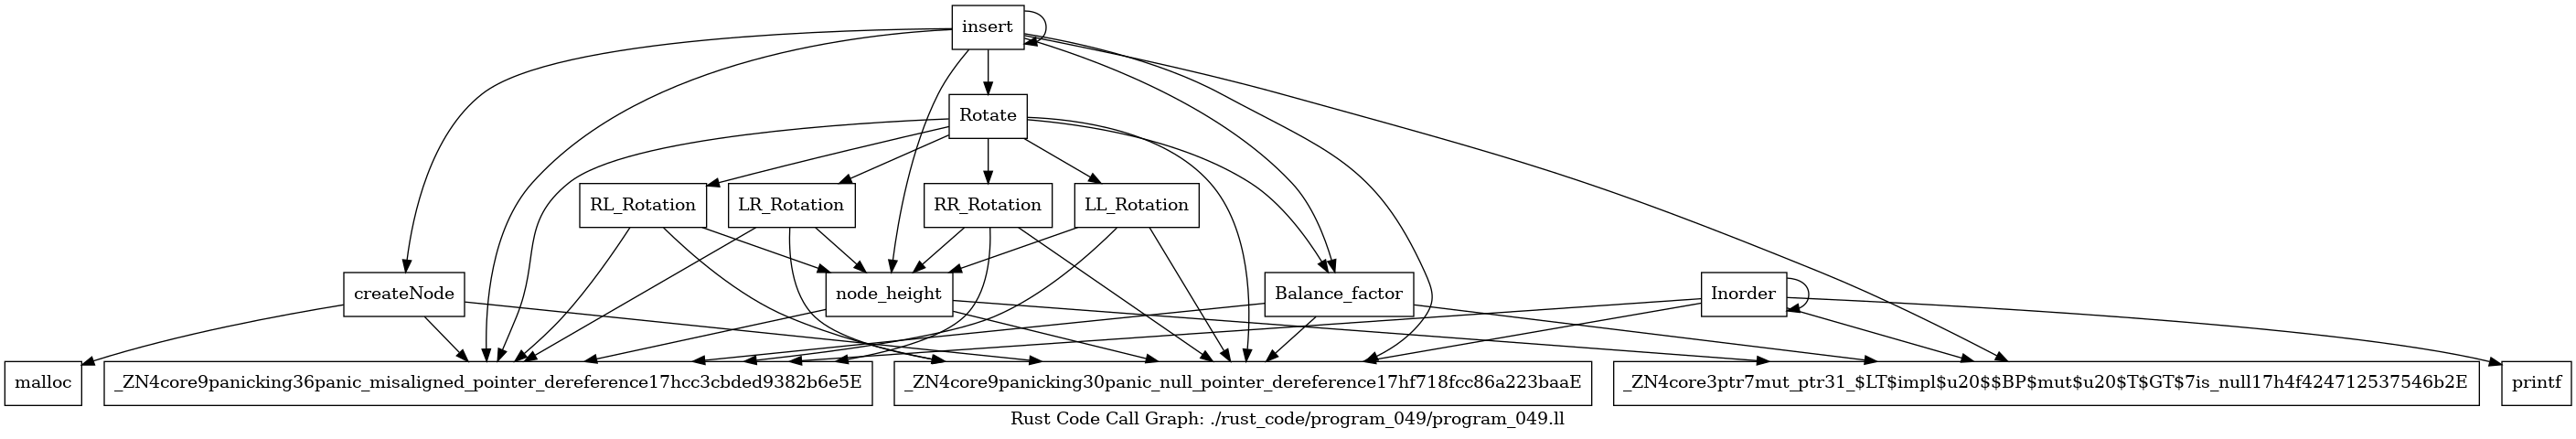 insert
Rotate
RL_Rotation
LR_Rotation
RR_Rotation
LL_Rotation
createNode
node_height
Balance_factor
Inorder
malloc
_ZN4core9panicking36panic_misaligned_pointer_dereference17hcc3cbded9382b6e5E
_ZN4core9panicking30panic_null_pointer_dereference17hf718fcc86a223baaE
_ZN4core3ptr7mut_ptr31_$LT$impl$u20$$BP$mut$u20$T$GT$7is_null17h4f424712537546b2E
printf
Rust Code Call Graph: ./rust_code/program_049/program_049.ll